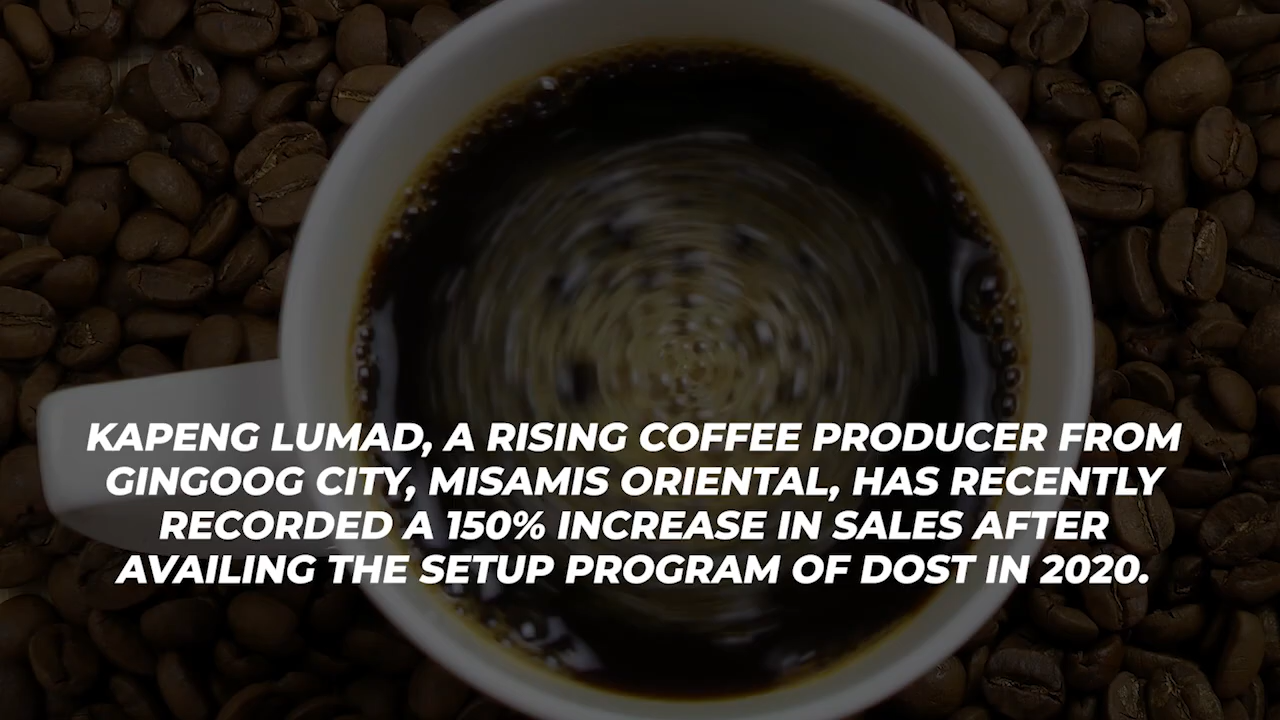 KAPENG LUMAD, A RISING COFFEE PRODUCER FROM
GINGOOG CITY, MISAMIS ORIENTAL, HAS RECENTLY
RECORDED A 150% INCREASE IN SALES AFTER
AVAILING THE SETUP PROGRAM OF DOST IN 2020.